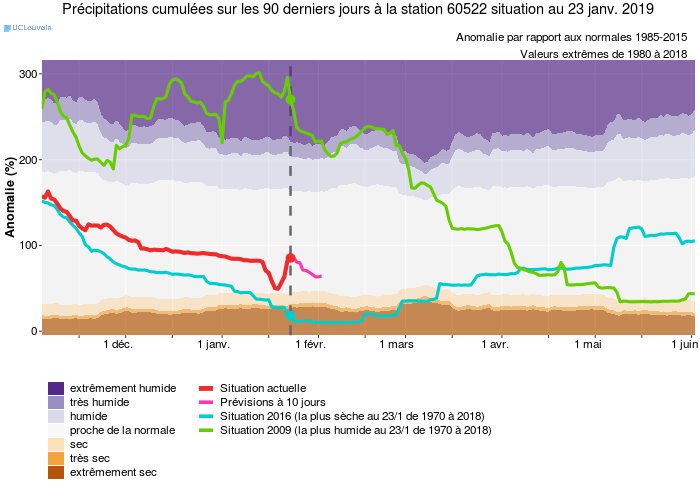 Précipitations cumulées sur les 90 derniers jours à la station 60522 situation au 23 janv. 2019
UCLouvain
Anomalie par rapport aux normales 1985-2015
Valeurs extrêmes de 1980 à 2018
Anomalie (%)
300
200
100
0
1 déc. 1 janv. 1 févr. 1 mars 1 avr. 1 mai 1 juin
extrêmement humide
très humide
humide
proche de la normale
sec
très sec
extrêmement sec
Situation actuelle
Prévisions à 10 jours
Situation 2016 (la plus sèche au 23/1 de 1970 à 2018)
Situation 2009 (la plus humide au 23/1 de 1970 à 2018)